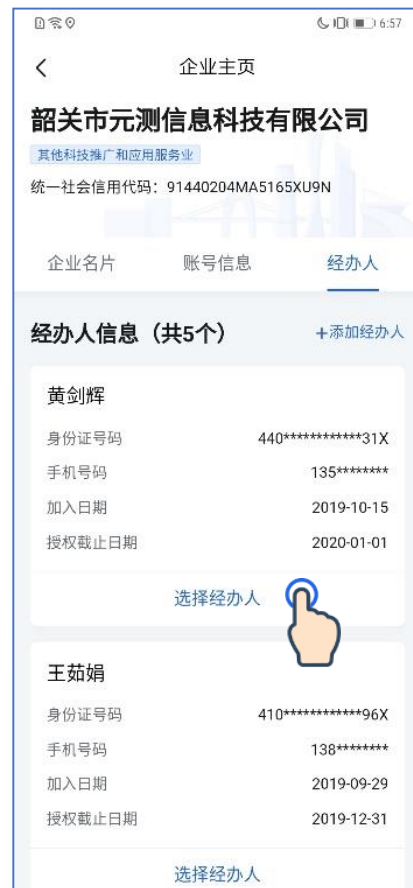 6:57
企业主页
韶关市元测信息科技有限公司
其他科技推广和应用服务业
统一社会信用代码：91440204MA5165XU9N
企业名片 账号信息 经办人
经办人信息（共5个） +添加经办人
黄剑辉
身份证号码 440************31X
手机号码 135********
加入日期 2019-10-15
授权截止日期 2020-01-01
选择经办人
王茹娟
身份证号码 410************96X
手机号码 138********
加入日期 2019-09-29
授权截止日期 2019-12-31
选择经办人